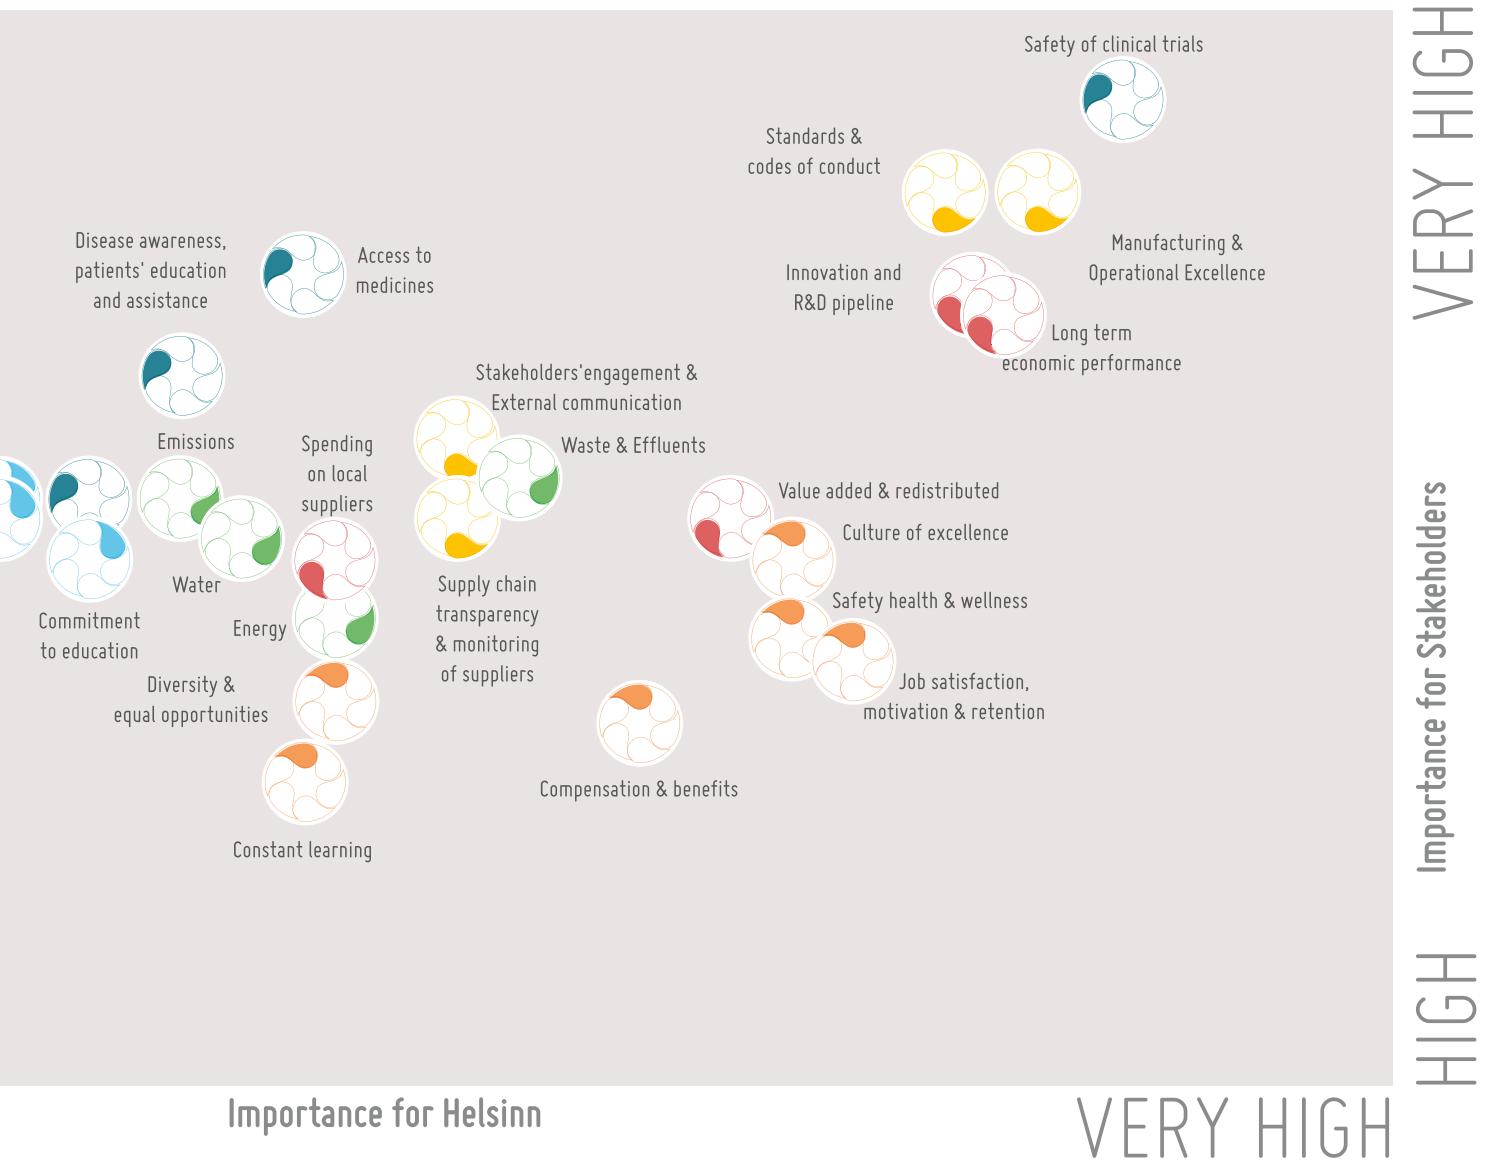 Safety of clinical trials
Standards &
codes of conduct
Manufacturing &
Operational Excellence
Disease awareness,
patients' education
and assistance
Access to
medicines
Innovation and
R&D pipeline
Long term
economic performance
Stakeholders'engagement &
External communication
Emissions
Spending
on local
suppliers
Waste & Effluents
Value added & redistributed
Culture of excellence
Water
Supply chain
transparency
& monitoring
of suppliers
Safety health & wellness
Commitment
to education
Energy
Diversity &
equal opportunities
Job satisfaction,
motivation & retention
Compensation & benefits
Constant learning
VERY HIGH
Importance for Stakeholders
HIGH
Importance for Helsinn
VERY HIGH